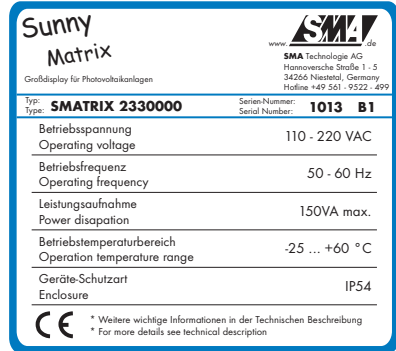 Sunny
Matrix
Großdisplay für Photovoltaikanlagen
www. SMA .de
SMA Technologie AG
Hannoversche Straße 1 - 5
34266 Niestetal, Germany
Hotline +49 561 - 9522 - 499
Typ:
Type: SMATRIX 2330000
Serien-Nummer:
Serial Number: 1013 B1
Betriebsspannung
Operating voltage
110 - 220 VAC
Betriebsfrequenz
Operating frequency
50 - 60 Hz
Leistungsaufnahme
Power disapation
150VA max.
Betriebstemperaturbereich
Operation temperature range
-25 ... +60 °C
Geräte-Schutzart
Enclosure
IP54
CE
* Weitere wichtige Informationen in der Technischen Beschreibung
* For more details see technical description